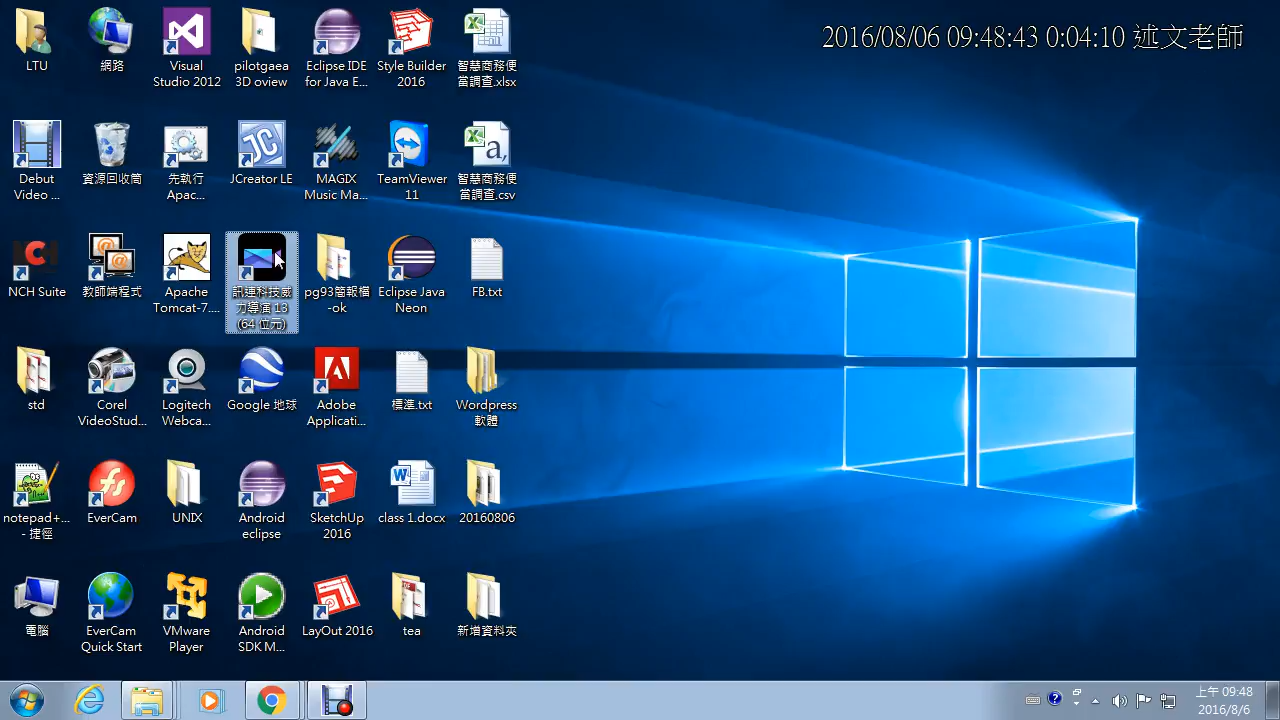 2016/08/06 09:48:43 0:04:10 述文老師
LTU
網路
Visual
Studio 2012
pilotgaea
3D oview
Eclipse IDE
for Java E...
Style Builder
2016
智慧商務便
當調查.xlsx
Debut
Video ...
資源回收筒
先執行
Apac...
JCreator LE
MAGIX
Music Ma...
TeamViewer
11
智慧商務便
當調查.csv
NCH Suite
教師端程式
Apache
Tomcat-7....
訊連科技威
力導演 13
(64 位元)
pg93簡報檔
-ok
Eclipse Java
Neon
FB.txt
std
Corel
VideoStud...
Logitech
Webca...
Google 地球
Adobe
Applicati...
標準.txt
Wordpress
軟體
notepad+...
- 捷徑
EverCam
UNIX
Android
eclipse
SketchUp
2016
class 1.docx
20160806
電腦
EverCam
Quick Start
VMware
Player
Android
SDK M...
LayOut 2016
tea
新增資料夾
上午 09:48
2016/8/6